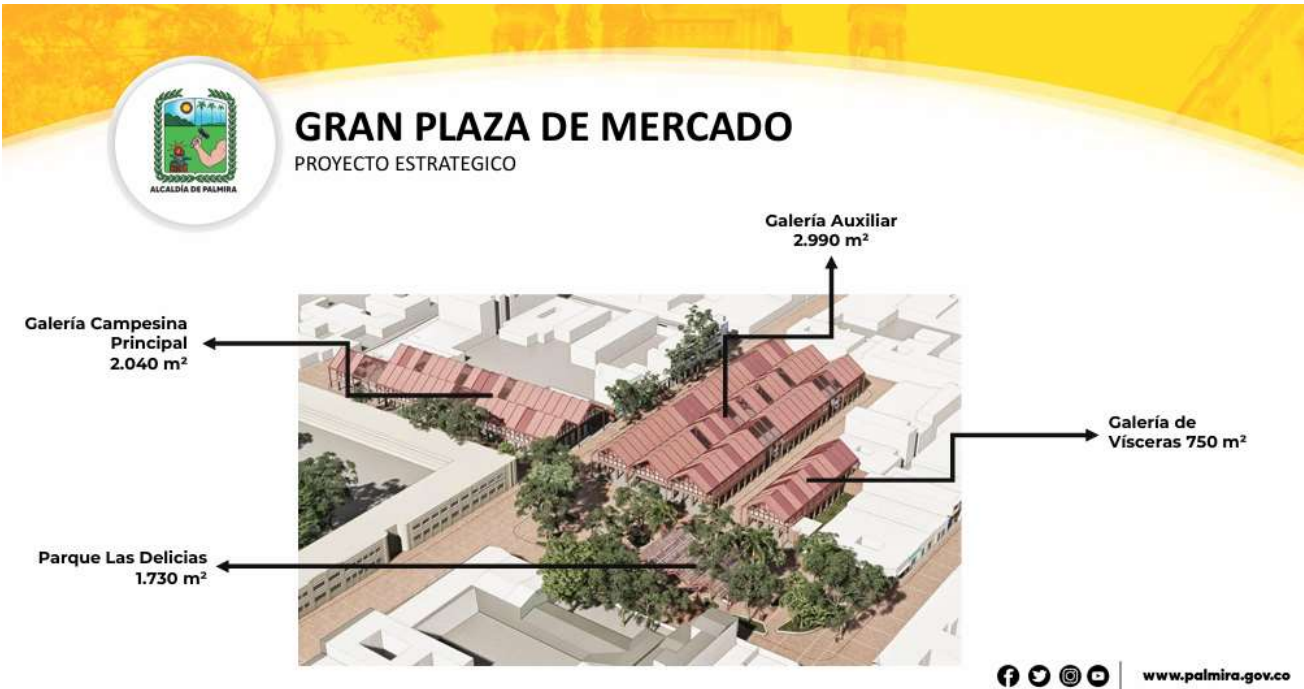 GRAN PLAZA DE MERCADO
PROYECTO ESTRATEGICO
ALCALDÍA DE PALMIRA
Galería Auxiliar
2.990 m²
Galería Campesina
Principal
2.040 m²
Galería de
Vísceras 750 m²
Parque Las Delicias
1.730 m²
www.palmira.gov.co